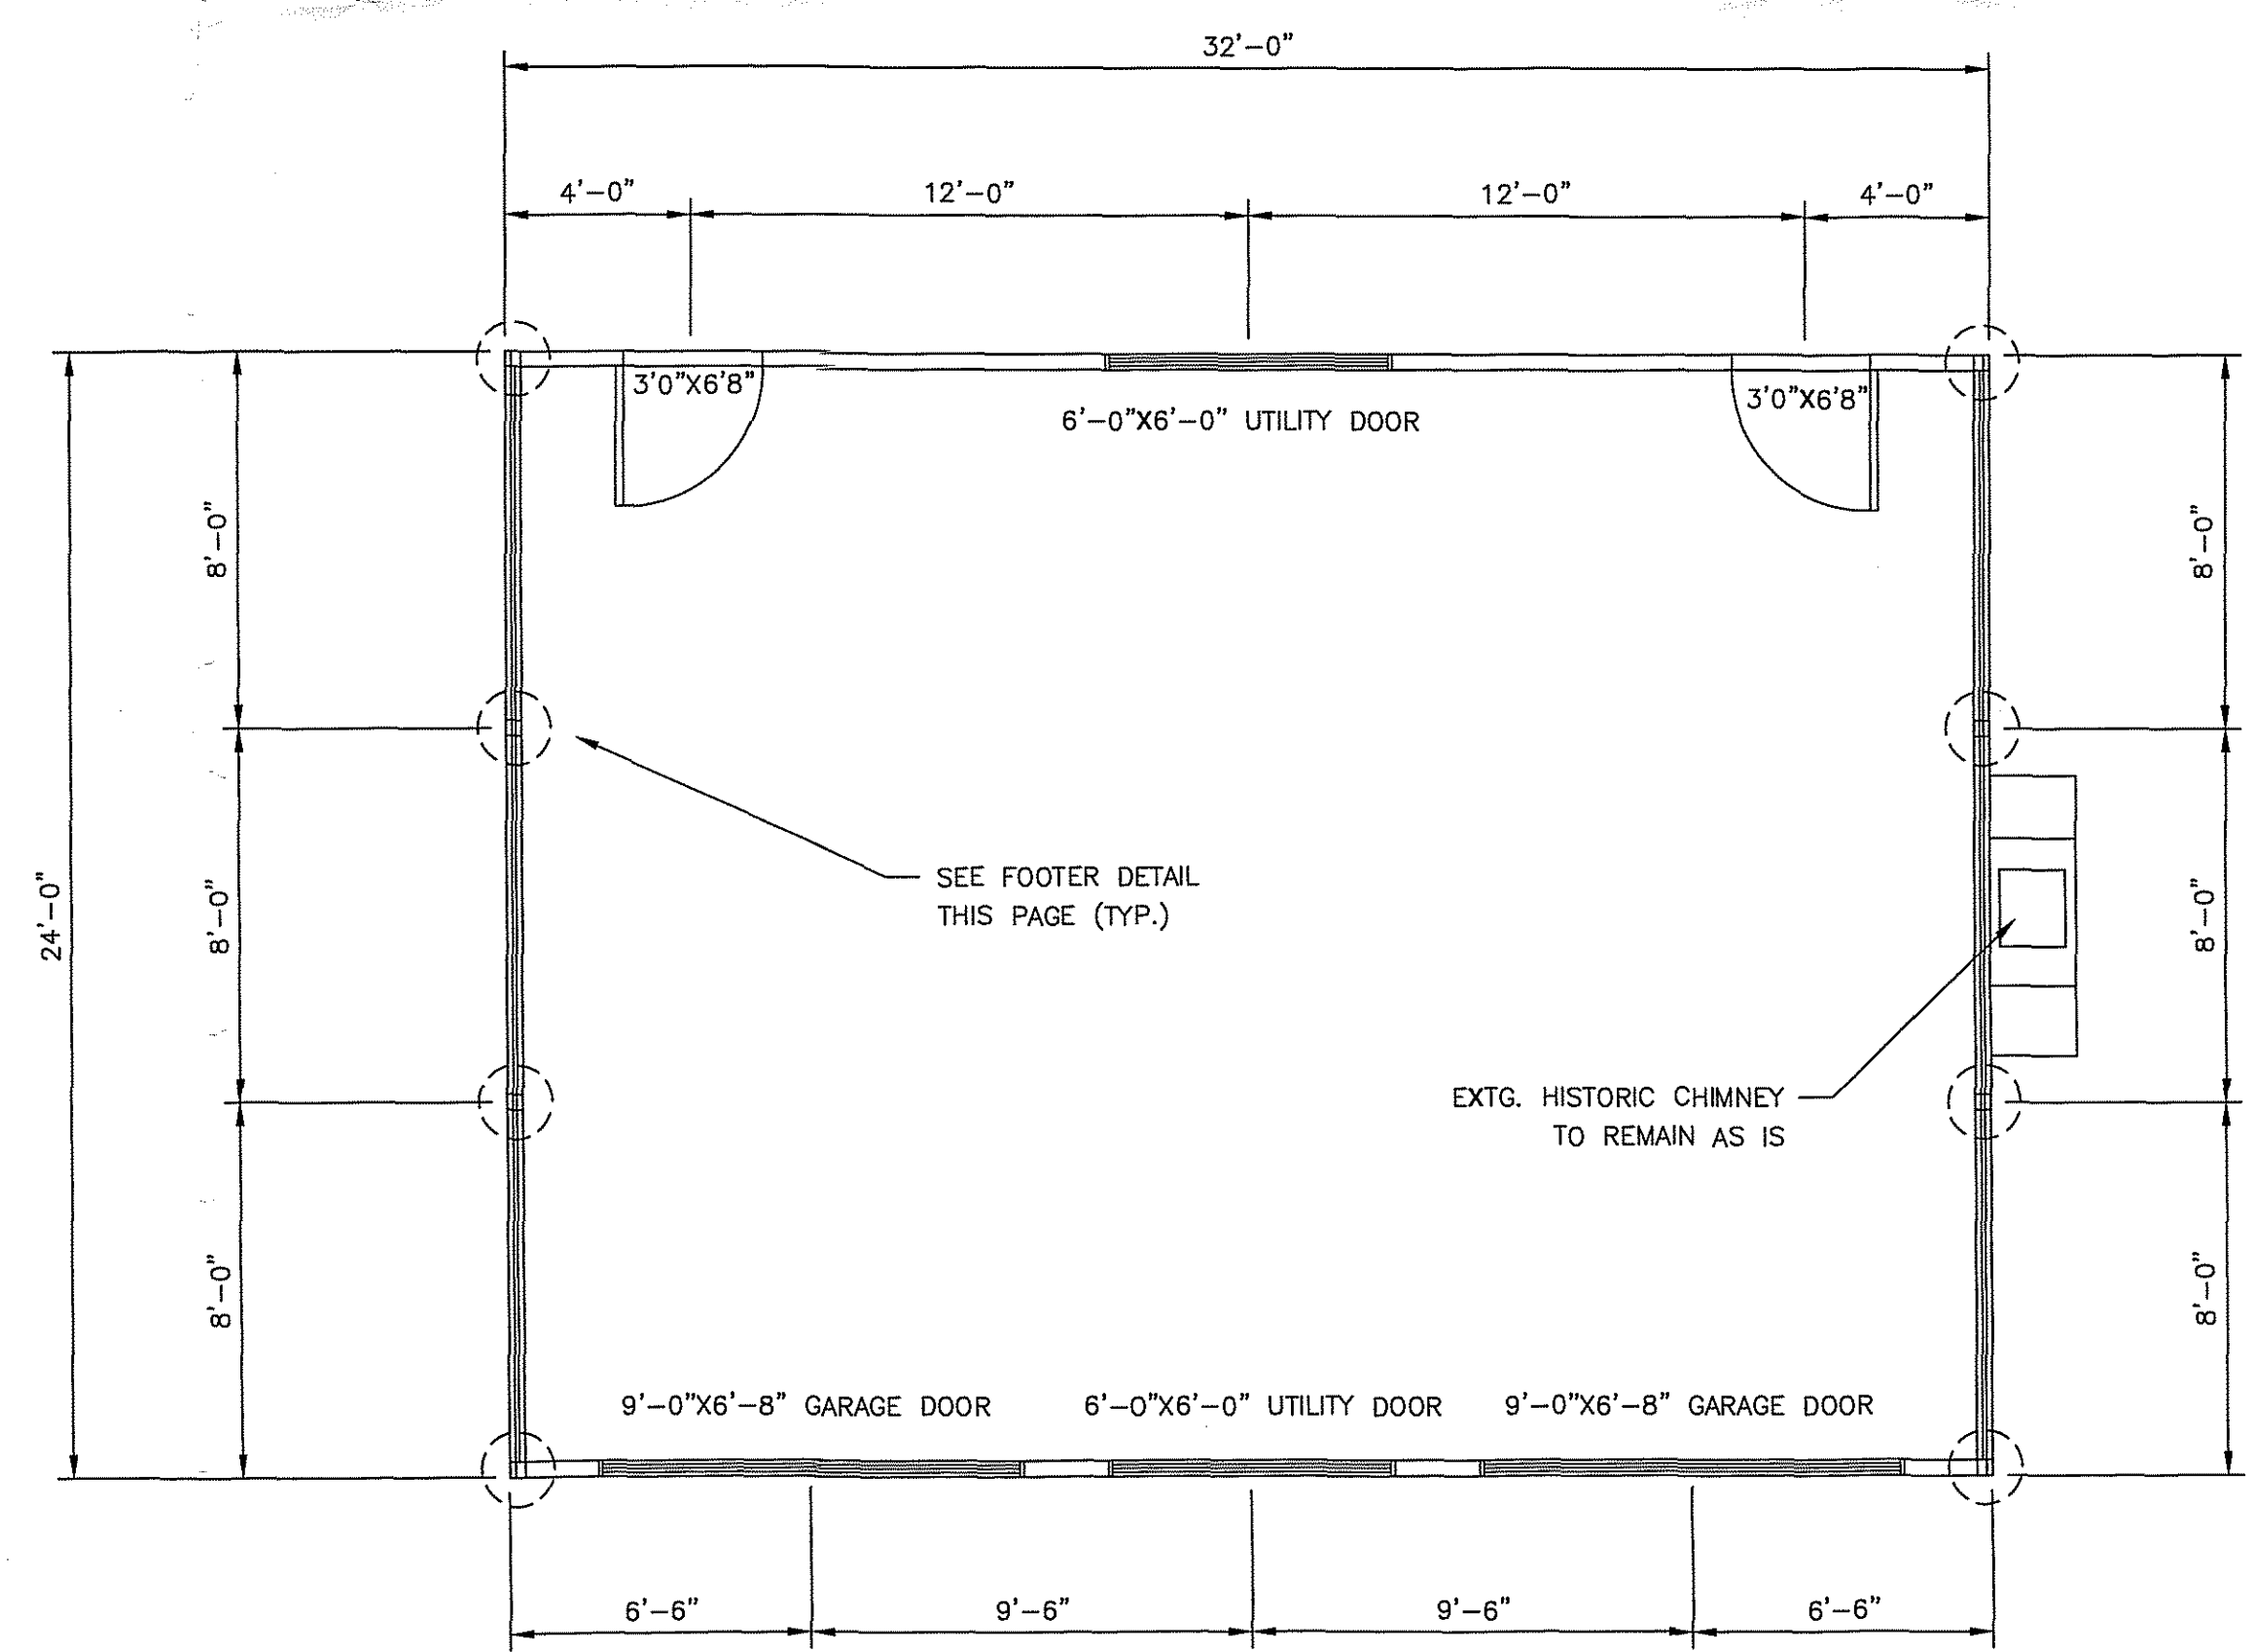 32'-0"
4'-0"
12'-0"
12'-0"
4'-0"
3'0"X6'8"
3'0"X6'8"
6'-0"X6'-0" UTILITY DOOR
8'-0"
8'-0"
24'-0"
8'-0"
8'-0"
SEE FOOTER DETAIL
THIS PAGE (TYP.)
EXTG. HISTORIC CHIMNEY
TO REMAIN AS IS
8'-0"
8'-0"
9'-0"X6'-8" GARAGE DOOR
6'-0"X6'-0" UTILITY DOOR
9'-0"X6'-8" GARAGE DOOR
6'-6"
9'-6"
9'-6"
6'-6"